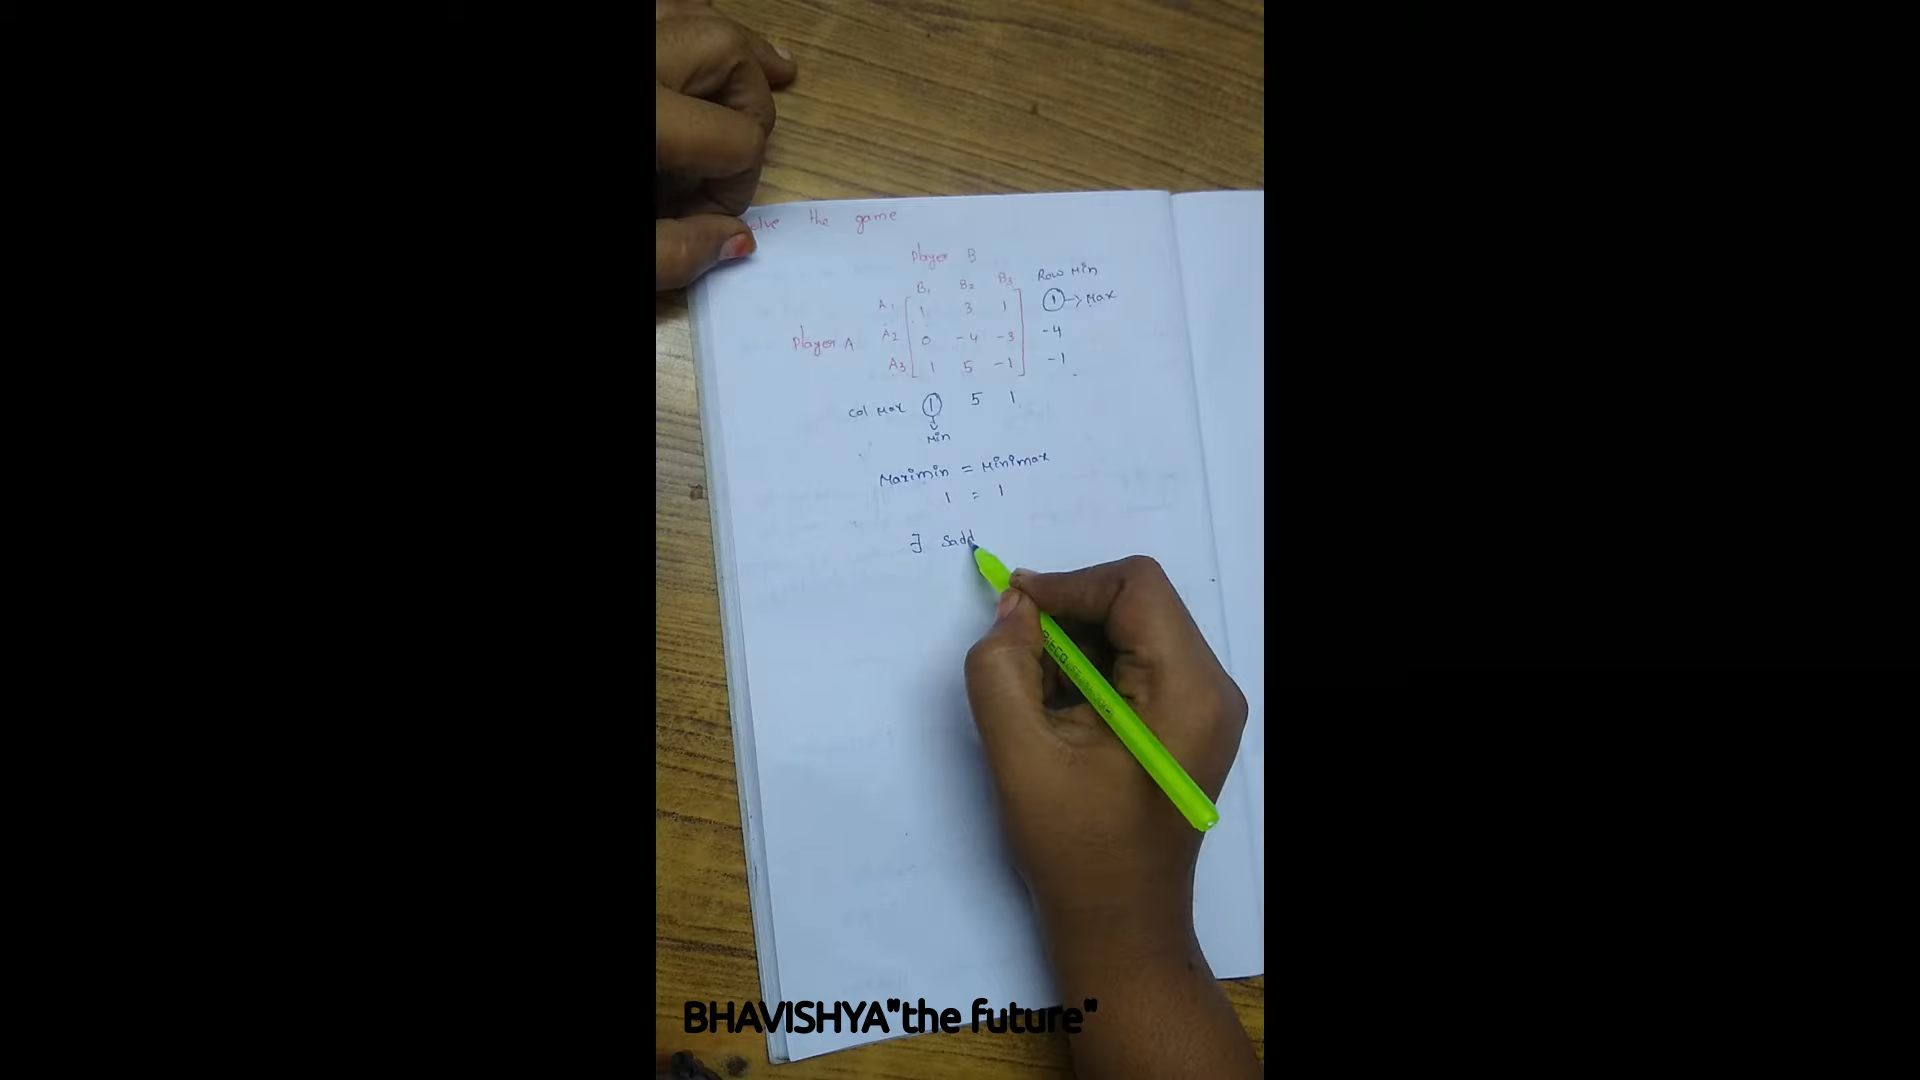 olve the game
Player B
B1 B2 B3 Row Min
A1 1 3 1 1 → Max
Player A A2 0 -4 -3 -4
A3 1 5 -1 -1
Col Max 1 5 1
Min
Maximin = Minimax
1 = 1
∃ Sadd
BHAVISHYA"the future"